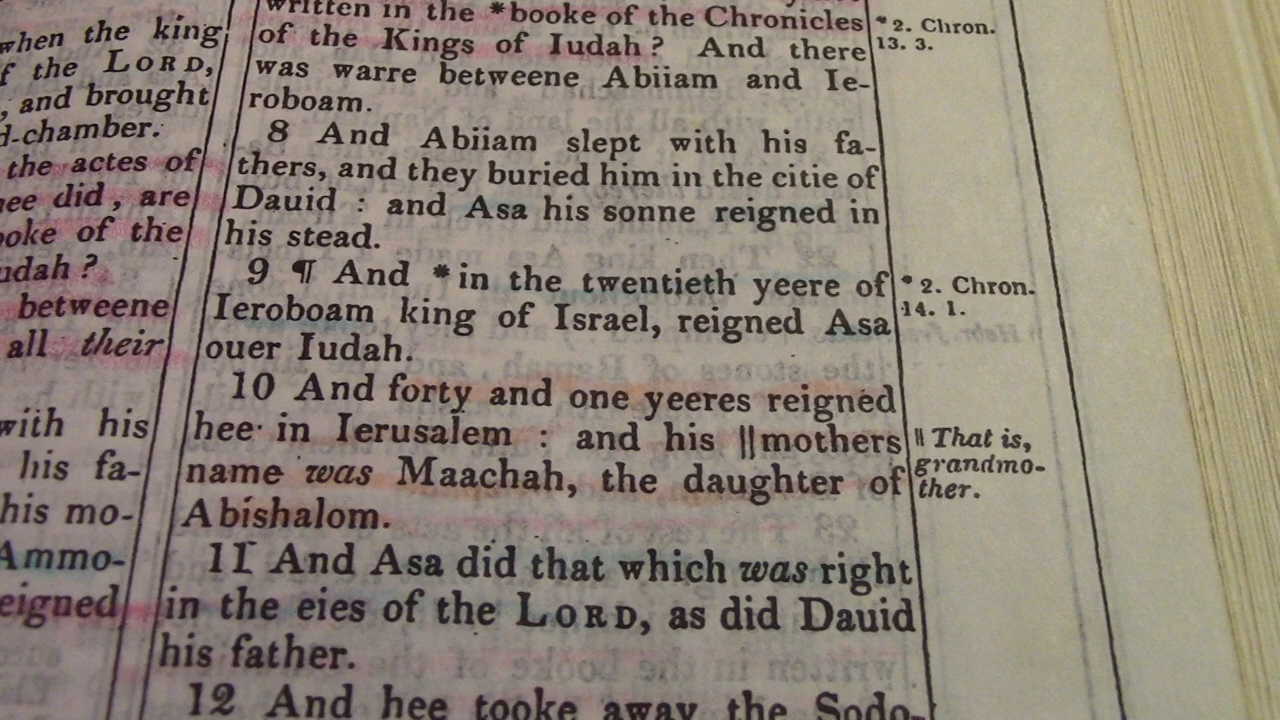 when the king
f the LORD,
, and brought
d-chamber.
the actes of
hee did, are
ooke of the
udah ?
betweene
all their
with his
his fa-
his mo-
Ammo-
eigned
written in the *booke of the Chronicles
of the Kings of Iudah ? And there
was warre betweene Abiiam and Ie-
roboam.
8 And Abiiam slept with his fa-
thers, and they buried him in the citie of
Dauid : and Asa his sonne reigned in
his stead.
9 ¶ And *in the twentieth yeere of
Ieroboam king of Israel, reigned Asa
ouer Iudah.
10 And forty and one yeeres reigned
hee in Ierusalem : and his ||mothers
name was Maachah, the daughter of
Abishalom.
11 And Asa did that which was right
in the eies of the LORD, as did Dauid
his father.
12 And hee tooke away the Sodo-
* 2. Chron.
13. 3.
* 2. Chron.
14. 1.
|| That is,
grandmo-
ther.